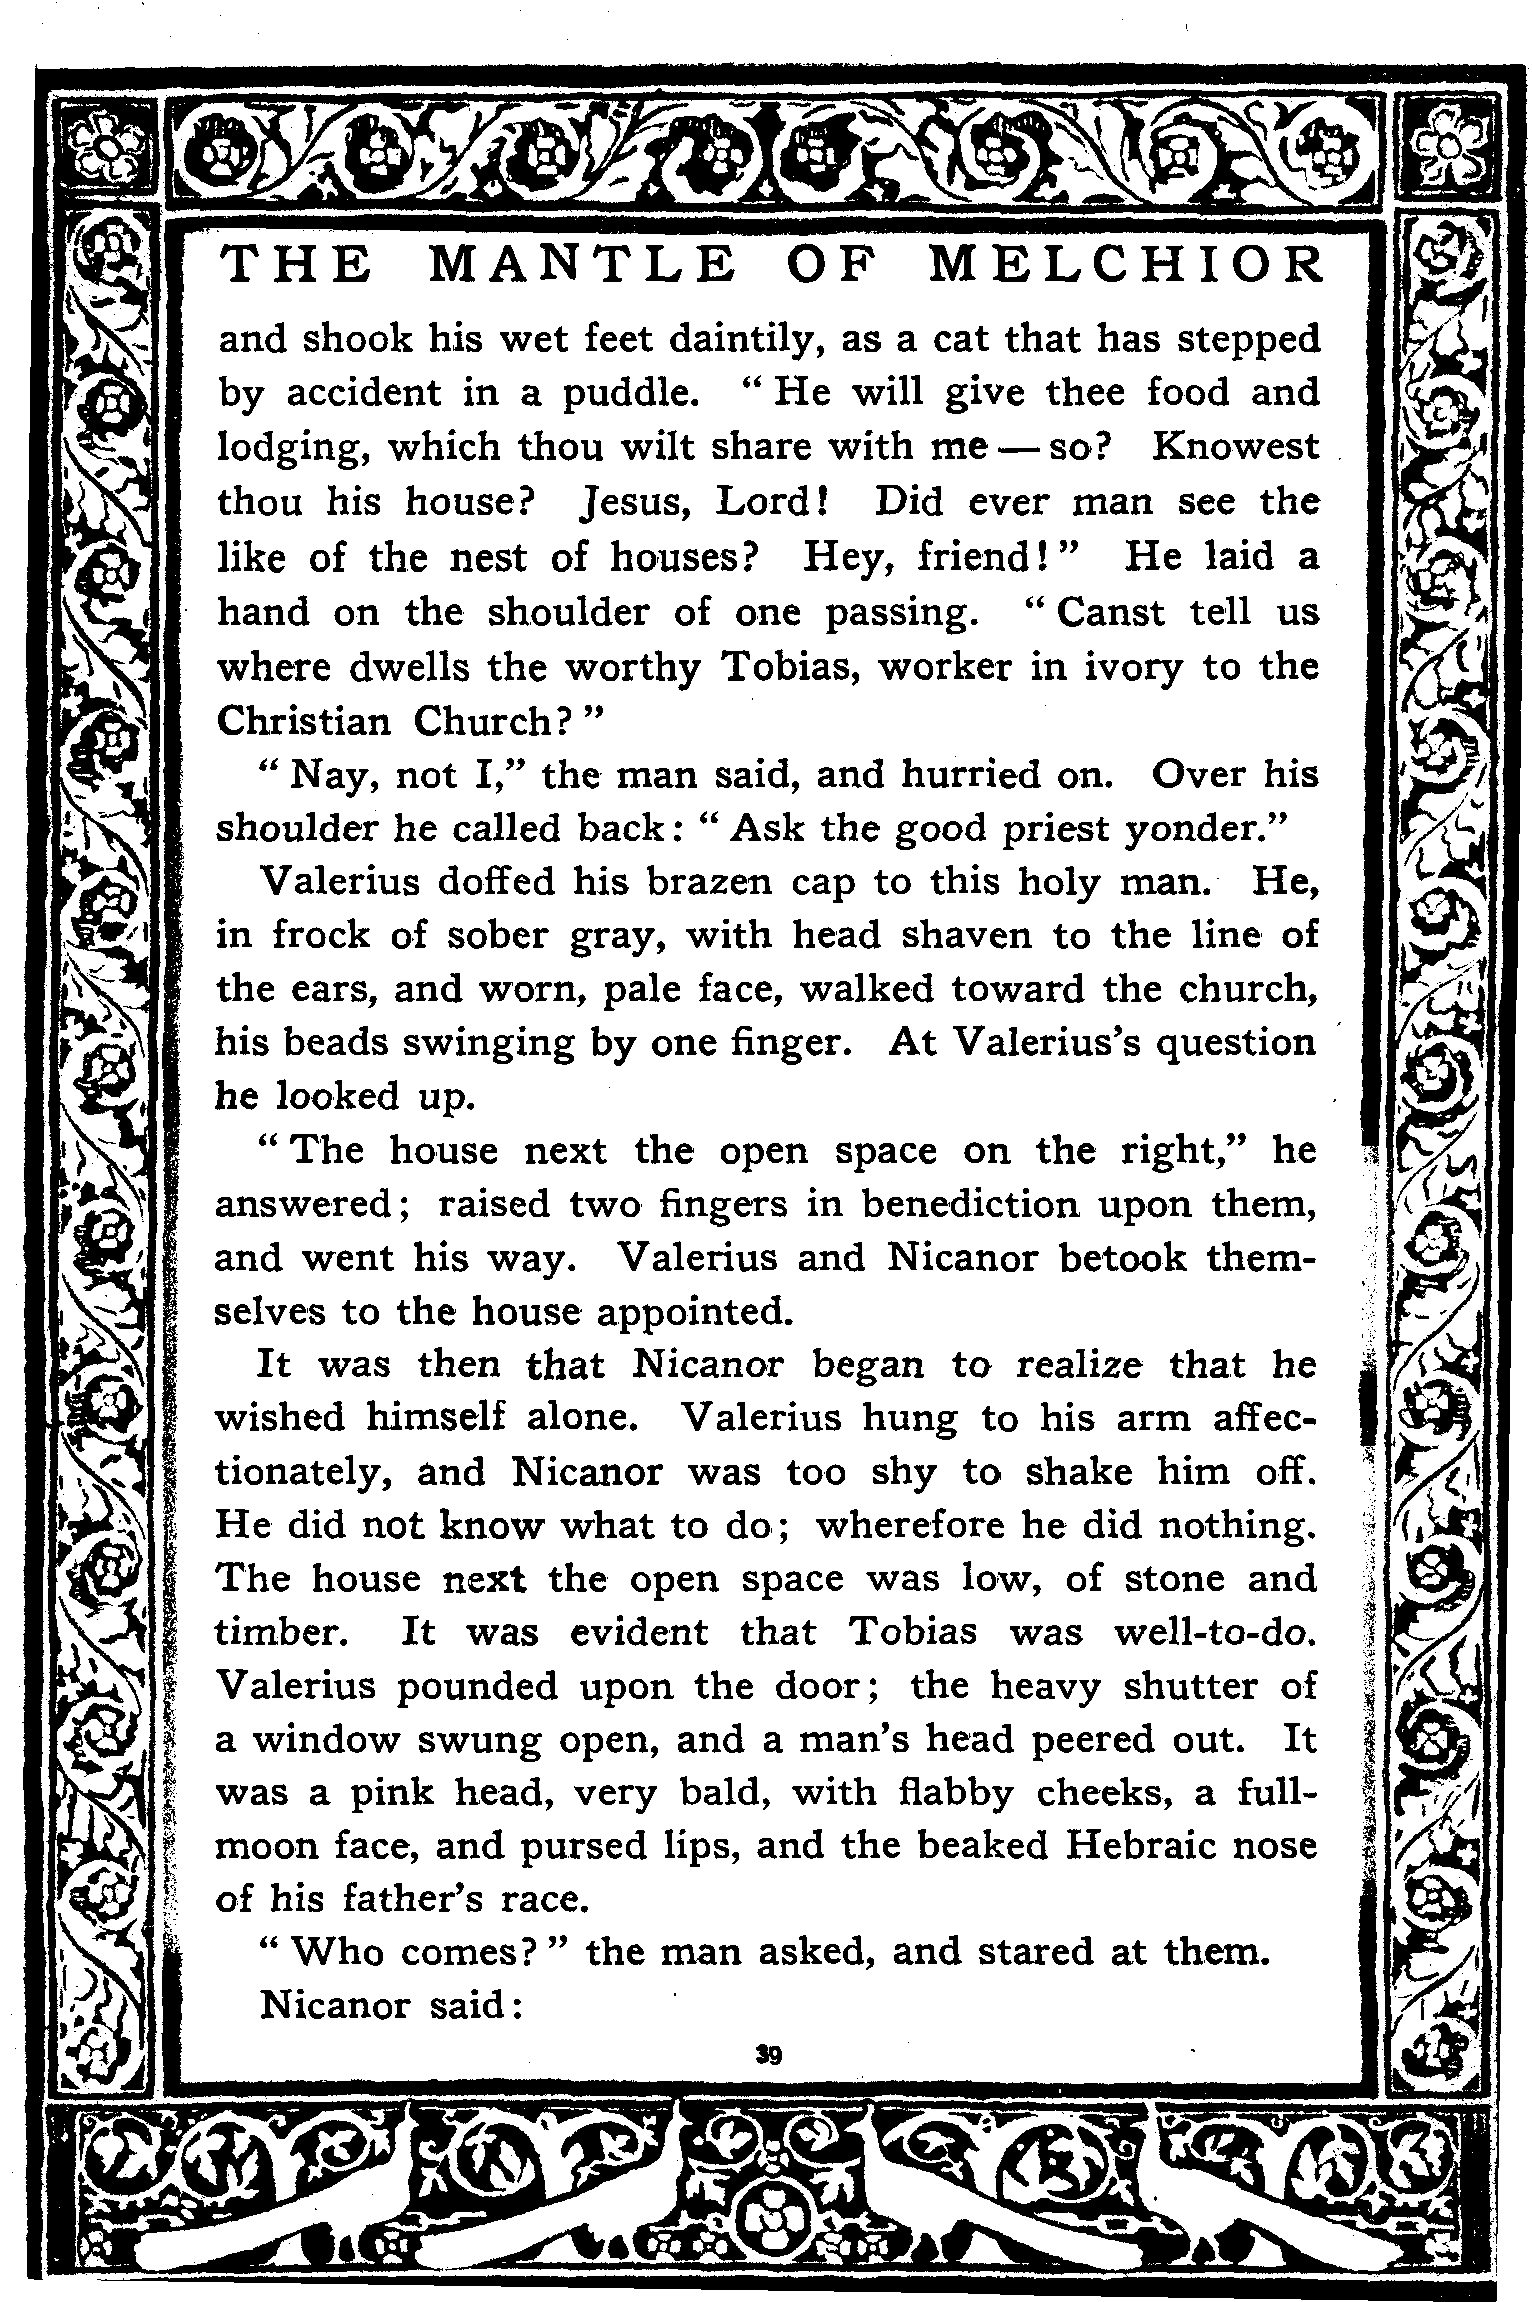 THE MANTLE OF MELCHIOR
and shook his wet feet daintily, as a cat that has stepped
by accident in a puddle. “ He will give thee food and
lodging, which thou wilt share with me — so? Knowest
thou his house? Jesus, Lord! Did ever man see the
like of the nest of houses? Hey, friend! ” He laid a
hand on the shoulder of one passing. “ Canst tell us
where dwells the worthy Tobias, worker in ivory to the
Christian Church? ”
“ Nay, not I,” the man said, and hurried on. Over his
shoulder he called back: “ Ask the good priest yonder.”
Valerius doffed his brazen cap to this holy man. He,
in frock of sober gray, with head shaven to the line of
the ears, and worn, pale face, walked toward the church,
his beads swinging by one finger. At Valerius’s question
he looked up.
“ The house next the open space on the right,” he
answered; raised two fingers in benediction upon them,
and went his way. Valerius and Nicanor betook them-
selves to the house appointed.
It was then that Nicanor began to realize that he
wished himself alone. Valerius hung to his arm affec-
tionately, and Nicanor was too shy to shake him off.
He did not know what to do; wherefore he did nothing.
The house next the open space was low, of stone and
timber. It was evident that Tobias was well-to-do.
Valerius pounded upon the door; the heavy shutter of
a window swung open, and a man’s head peered out. It
was a pink head, very bald, with flabby cheeks, a full-
moon face, and pursed lips, and the beaked Hebraic nose
of his father’s race.
“ Who comes? ” the man asked, and stared at them.
Nicanor said:
39